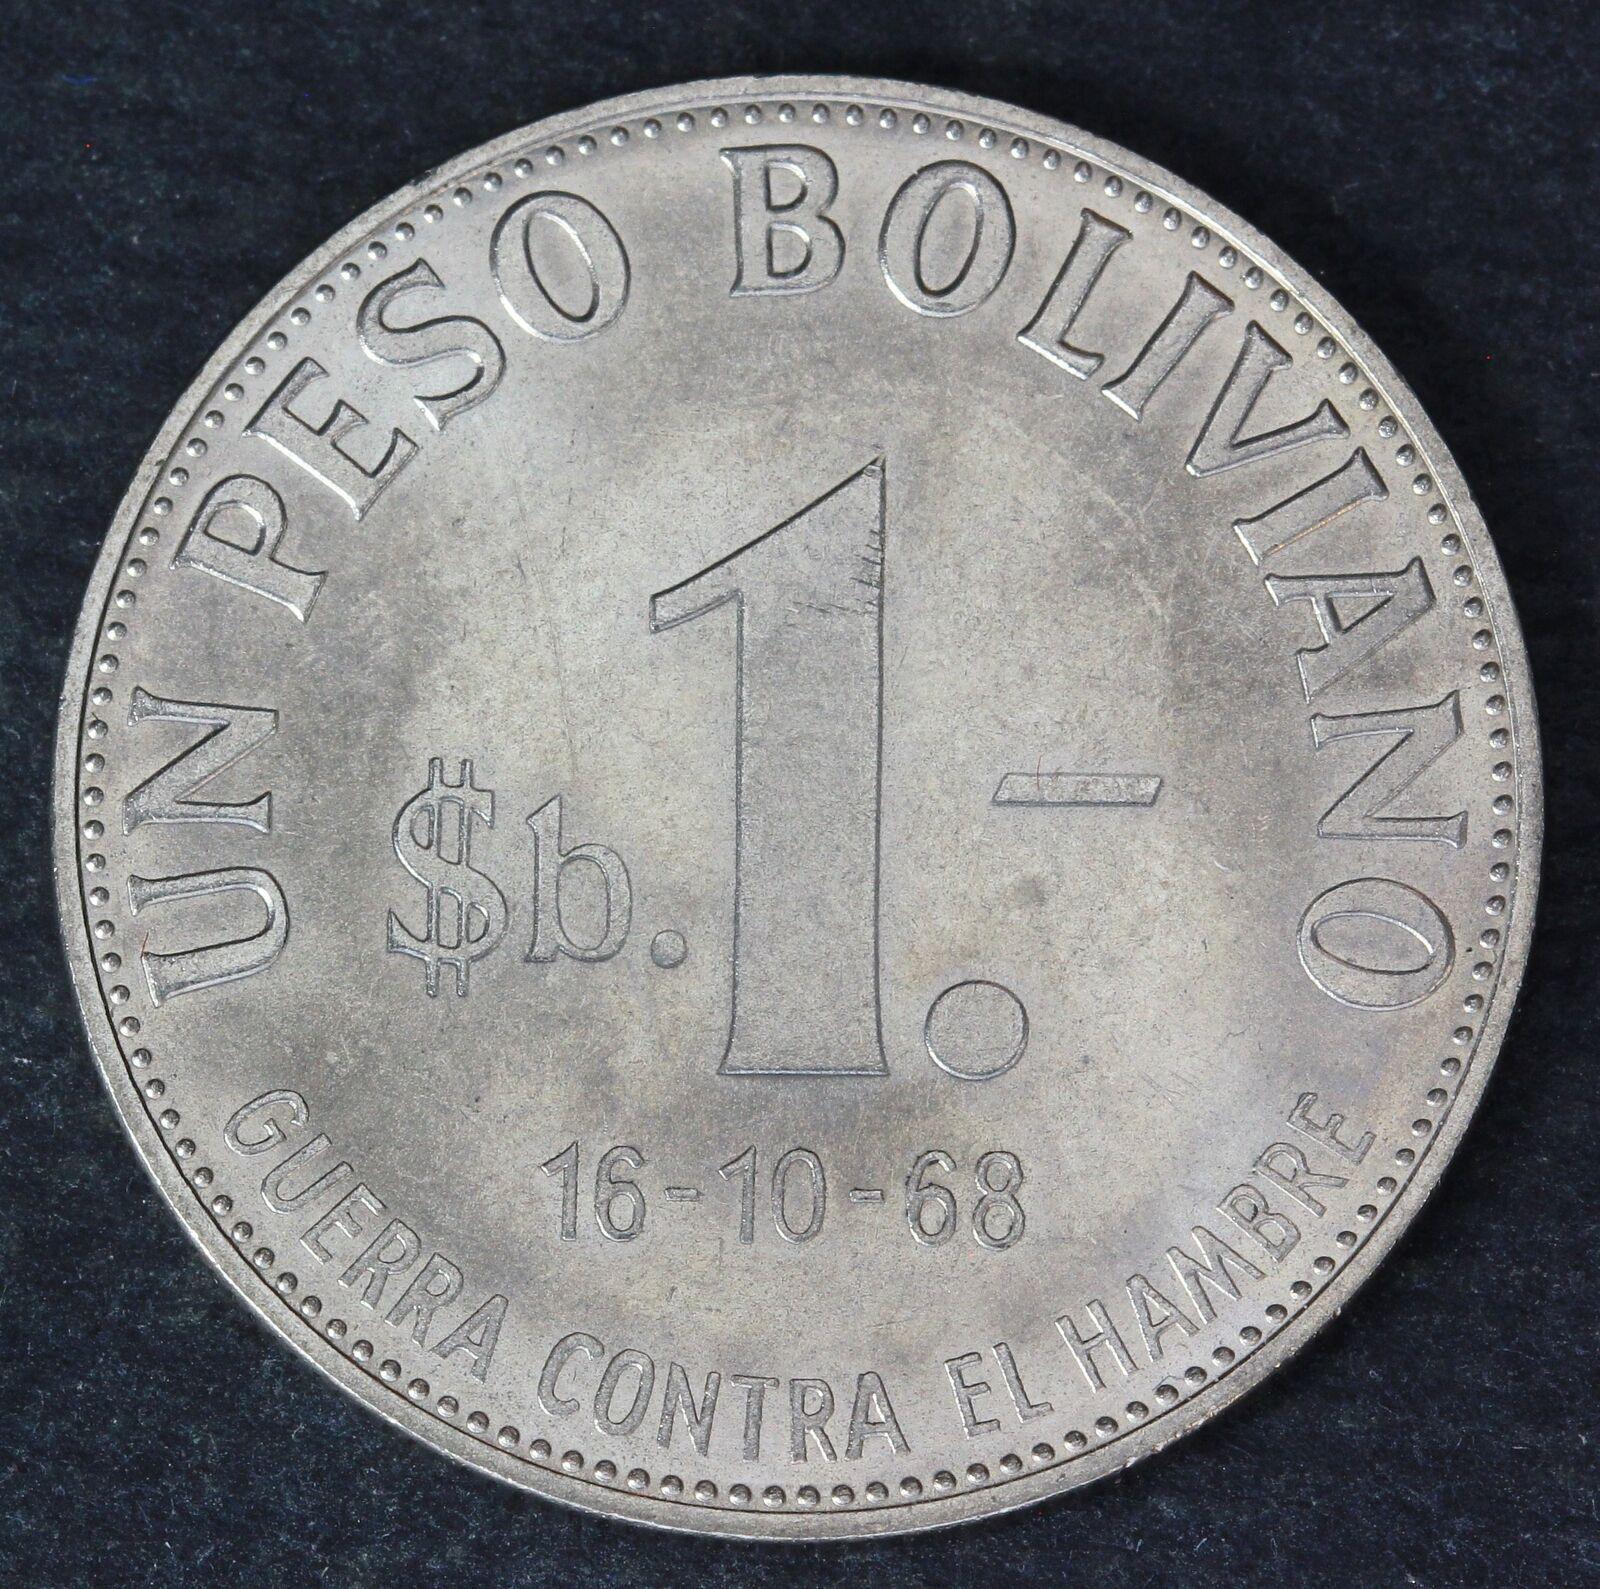 UN PESO BOLIVIANO
$b. 1.-
16-10-68
GUERRA CONTRA EL HAMBRE